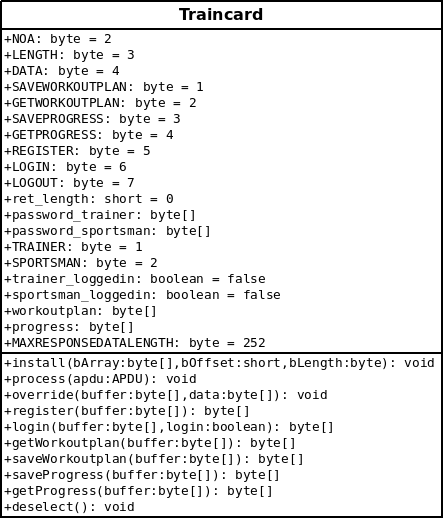 Traincard
+NOA: byte = 2
+LENGTH: byte = 3
+DATA: byte = 4
+SAVEWORKOUTPLAN: byte = 1
+GETWORKOUTPLAN: byte = 2
+SAVEPROGRESS: byte = 3
+GETPROGRESS: byte = 4
+REGISTER: byte = 5
+LOGIN: byte = 6
+LOGOUT: byte = 7
+ret_length: short = 0
+password_trainer: byte[]
+password_sportsman: byte[]
+TRAINER: byte = 1
+SPORTSMAN: byte = 2
+trainer_loggedin: boolean = false
+sportsman_loggedin: boolean = false
+workoutplan: byte[]
+progress: byte[]
+MAXRESPONSEDATALENGTH: byte = 252
+install(bArray:byte[],bOffset:short,bLength:byte): void
+process(apdu:APDU): void
+override(buffer:byte[],data:byte[]): void
+register(buffer:byte[]): byte[]
+login(buffer:byte[],login:boolean): byte[]
+getWorkoutplan(buffer:byte[]): byte[]
+saveWorkoutplan(buffer:byte[]): byte[]
+saveProgress(buffer:byte[]): byte[]
+getProgress(buffer:byte[]): byte[]
+deselect(): void